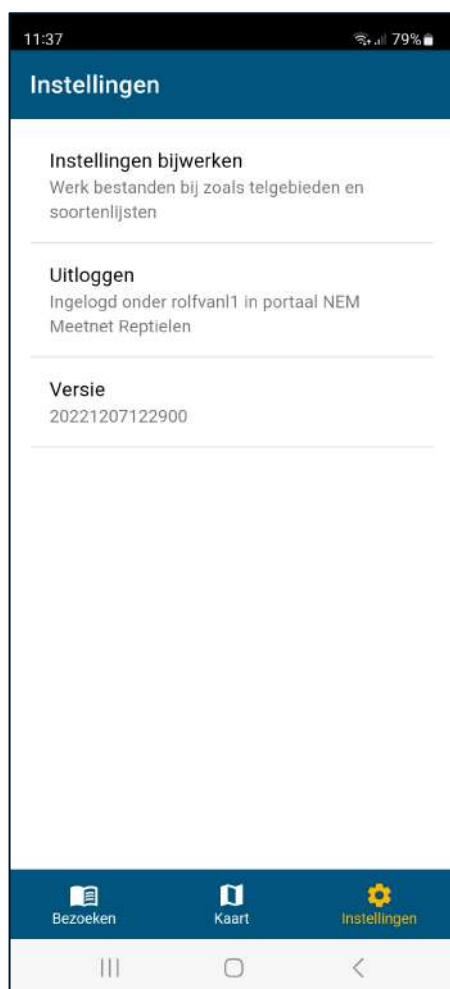 11:37 79%
Instellingen
Instellingen bijwerken
Werk bestanden bij zoals telgebieden en
soortenlijsten
Uitloggen
Ingelogd onder rolfvanl1 in portaal NEM
Meetnet Reptielen
Versie
20221207122900
Bezoeken Kaart Instellingen